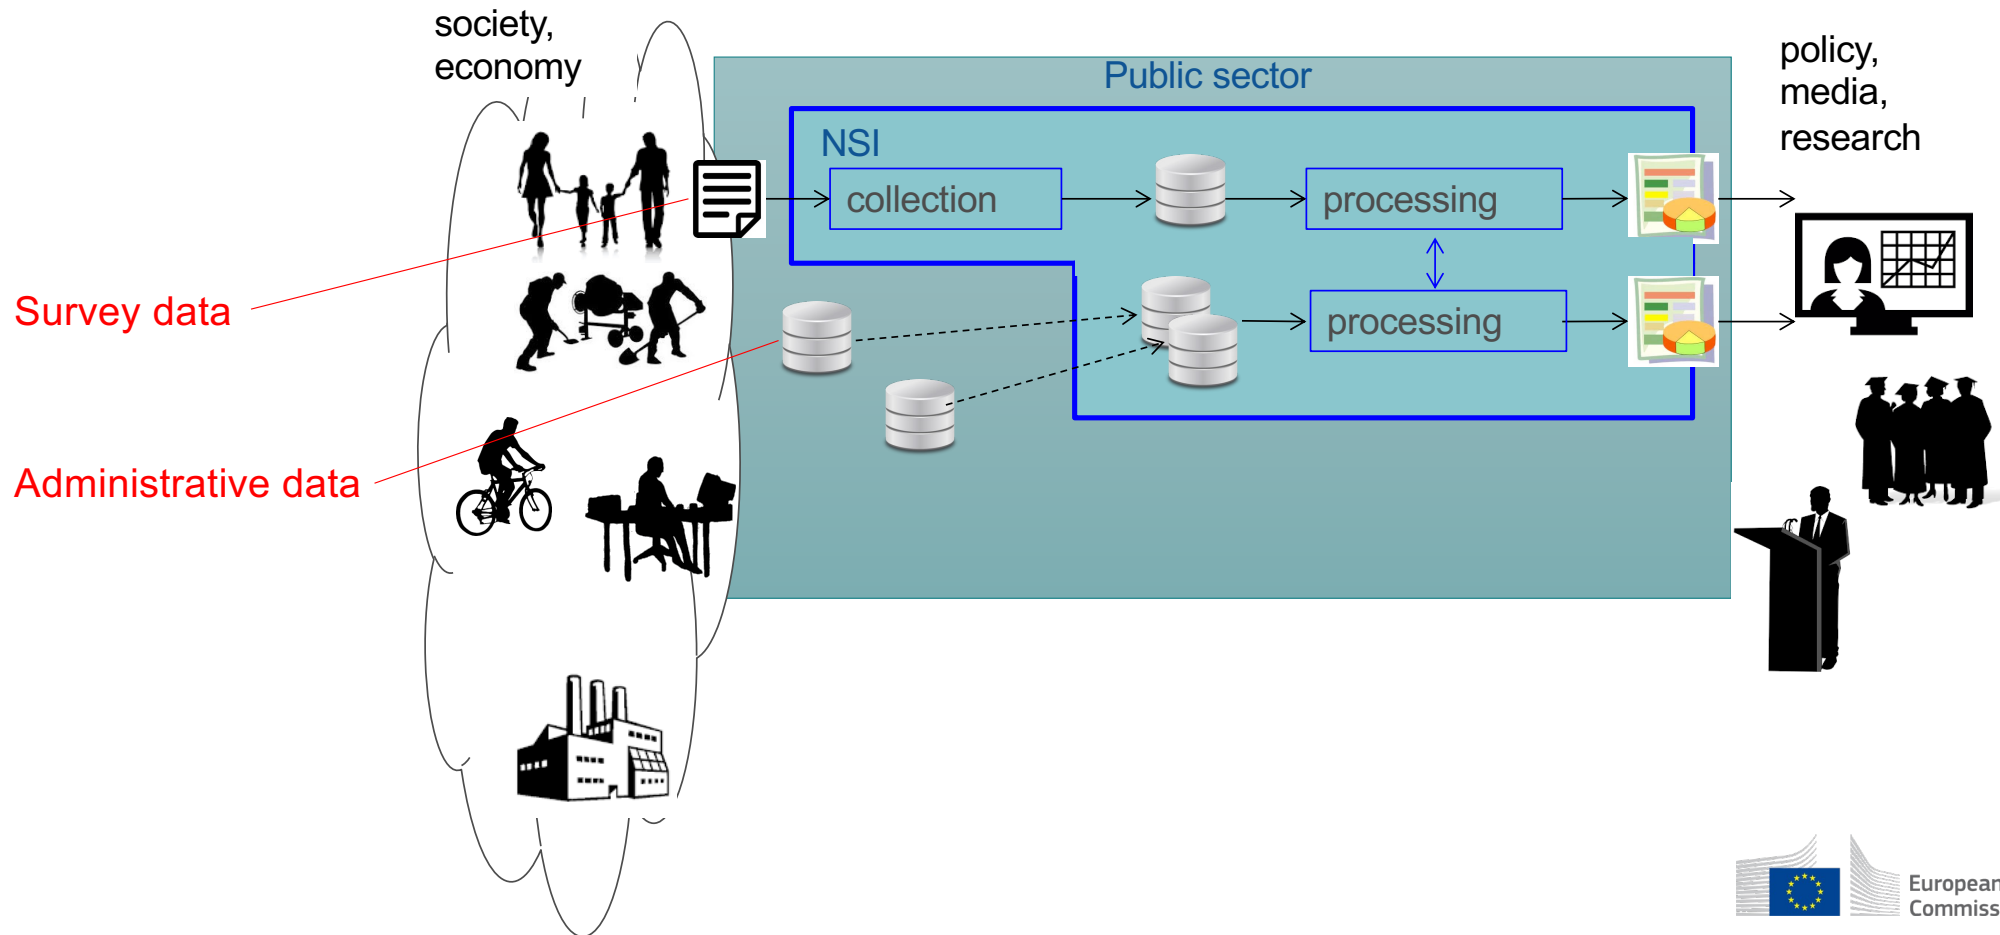 society,
economy
Public sector
policy,
media,
research
NSI
collection
processing
Survey data
processing
Administrative data
European
Commiss